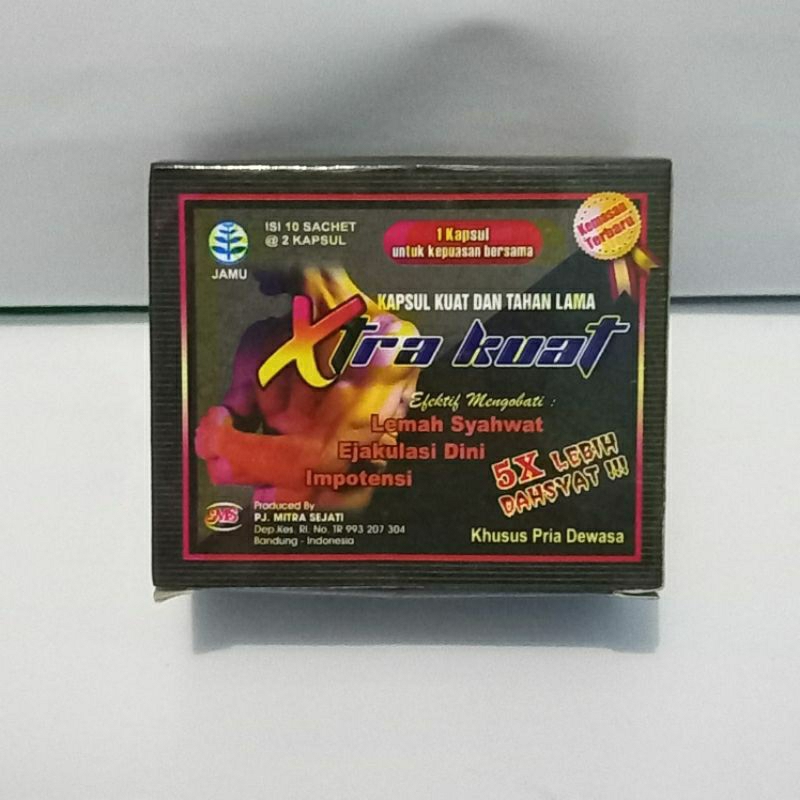 ISI 10 SACHET
@ 2 KAPSUL
JAMU
1 Kapsul
untuk kepuasan bersama
Kemasan
Terbaru
KAPSUL KUAT DAN TAHAN LAMA
Xtra kuat
Efektif Mengobati :
Lemah Syahwat
Ejakulasi Dini
Impotensi
5X LEBIH
DAHSYAT !!!
PMS
Produced By
PJ. MITRA SEJATI
Dep.Kes. RI. No. TR 993 207 304
Bandung - Indonesia
Khusus Pria Dewasa